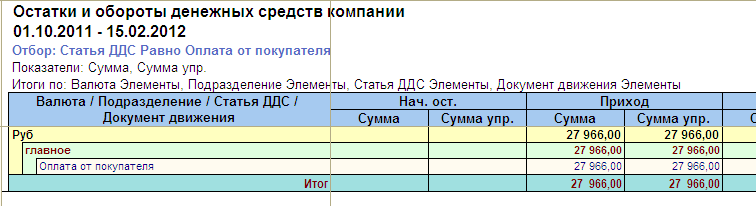 Остатки и обороты денежных средств компании
01.10.2011 - 15.02.2012
Отбор: Статья ДДС Равно Оплата от покупателя
Показатели: Сумма, Сумма упр.
Итоги по: Валюта Элементы, Подразделение Элементы, Статья ДДС Элементы, Документ движения Элементы
Валюта / Подразделение / Статья ДДС / Нач. ост. Приход
Документ движения Сумма Сумма упр. Сумма Сумма упр. С
Руб 27 966,00 27 966,00
главное 27 966,00 27 966,00
Оплата от покупателя 27 966,00 27 966,00
Итог 27 966,00 27 966,00